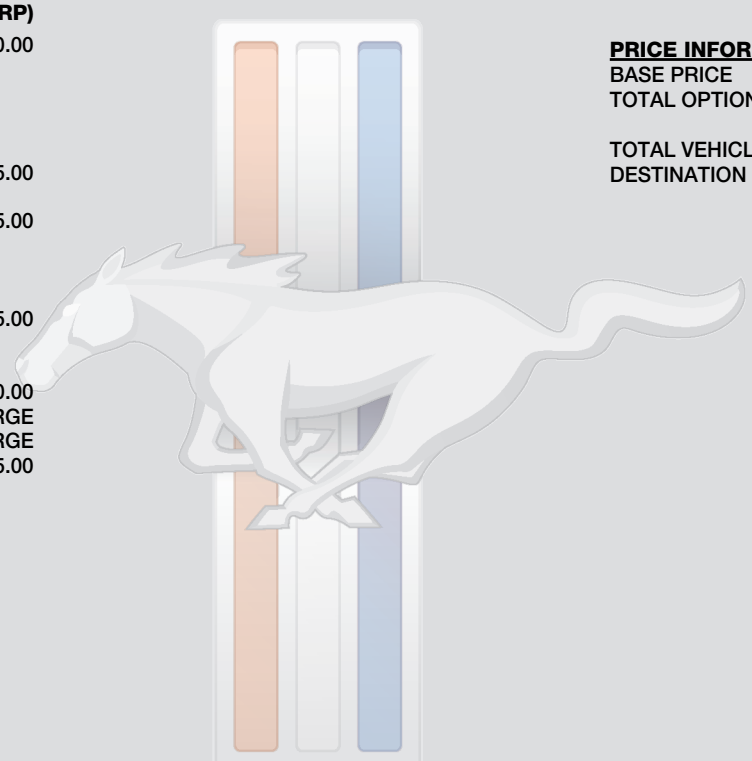 RP)
0.00
5.00
5.00
5.00
0.00
RGE
RGE
5.00
PRICE INFOR
BASE PRICE
TOTAL OPTION
TOTAL VEHICL
DESTINATION